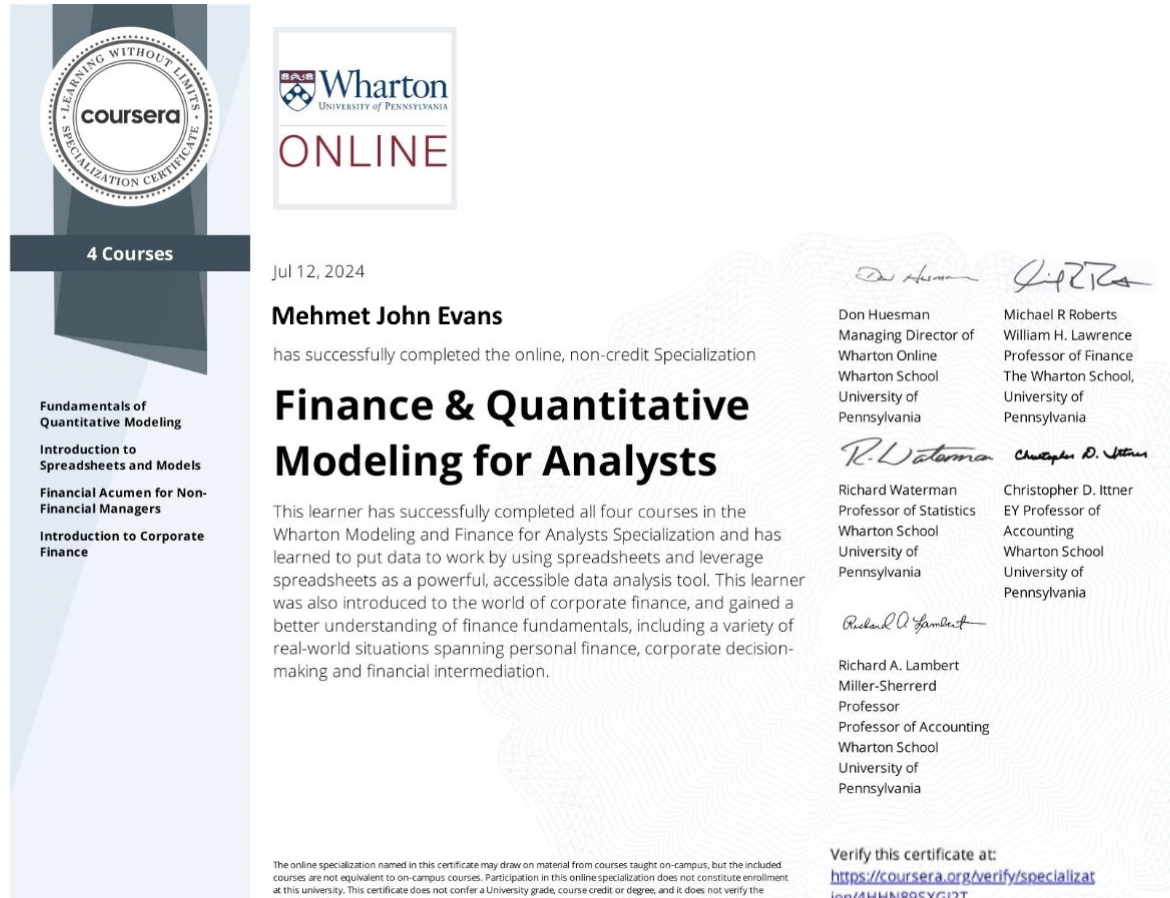 LEARNING WITHOUT LIMITS
coursera
SPECIALIZATION CERTIFICATE
4 Courses
Fundamentals of
Quantitative Modeling
Introduction to
Spreadsheets and Models
Financial Acumen for Non-
Financial Managers
Introduction to Corporate
Finance
Wharton
UNIVERSITY of PENNSYLVANIA
ONLINE
Jul 12, 2024
Mehmet John Evans
has successfully completed the online, non-credit Specialization
Finance & Quantitative
Modeling for Analysts
This learner has successfully completed all four courses in the
Wharton Modeling and Finance for Analysts Specialization and has
learned to put data to work by using spreadsheets and leverage
spreadsheets as a powerful, accessible data analysis tool. This learner
was also introduced to the world of corporate finance, and gained a
better understanding of finance fundamentals, including a variety of
real-world situations spanning personal finance, corporate decision-
making and financial intermediation.
The online specialization named in this certificate may draw on material from courses taught on-campus, but the included
courses are not equivalent to on-campus courses. Participation in this online specialization does not constitute enrollment
at this university. This certificate does not confer a University grade, course credit or degree, and it does not verify the
Don Huesman
Managing Director of
Wharton Online
Wharton School
University of
Pennsylvania
Michael R Roberts
William H. Lawrence
Professor of Finance
The Wharton School,
University of
Pennsylvania
R. Waterman
Richard Waterman
Professor of Statistics
Wharton School
University of
Pennsylvania
Christopher D. Ittner
Christopher D. Ittner
EY Professor of
Accounting
Wharton School
University of
Pennsylvania
Richard A. Lambert
Richard A. Lambert
Miller-Sherrerd
Professor
Professor of Accounting
Wharton School
University of
Pennsylvania
Verify this certificate at:
https://coursera.org/verify/specializat